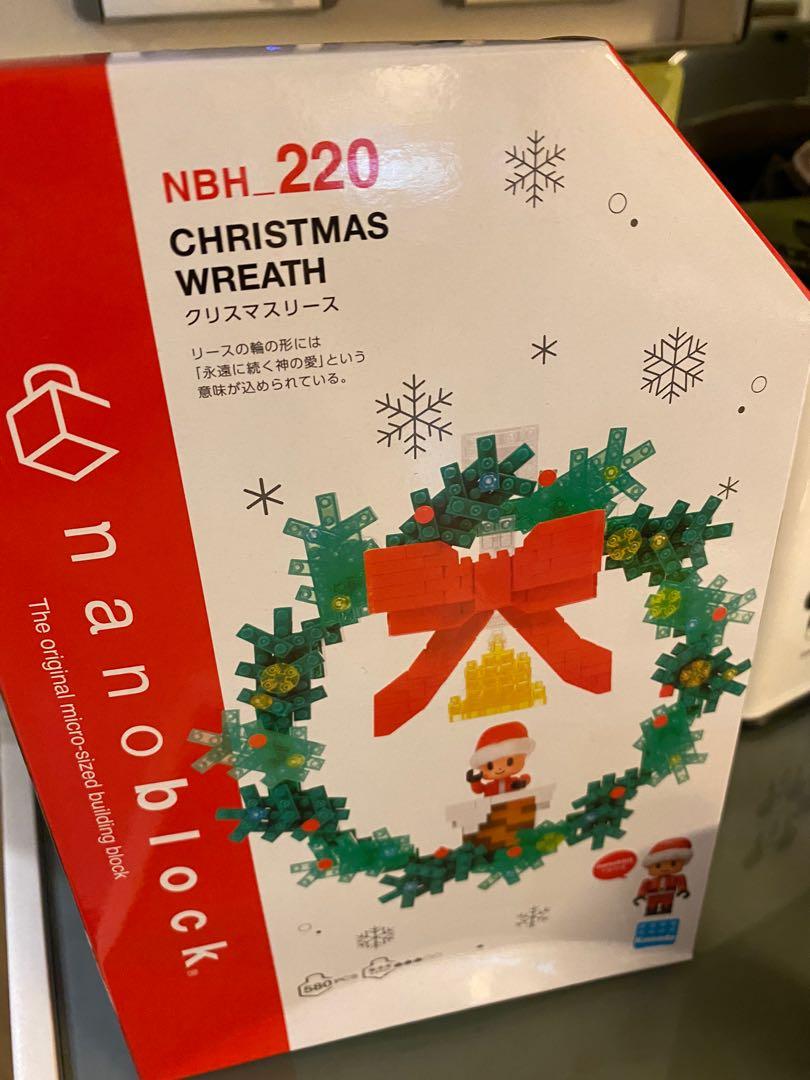 NBH_220
CHRISTMAS
WREATH
クリスマスリース
リースの輪の形には
「永遠に続く神の愛」という
意味が込められている。
nanoblock®
The original micro-sized building block
580 PCS
Kawada